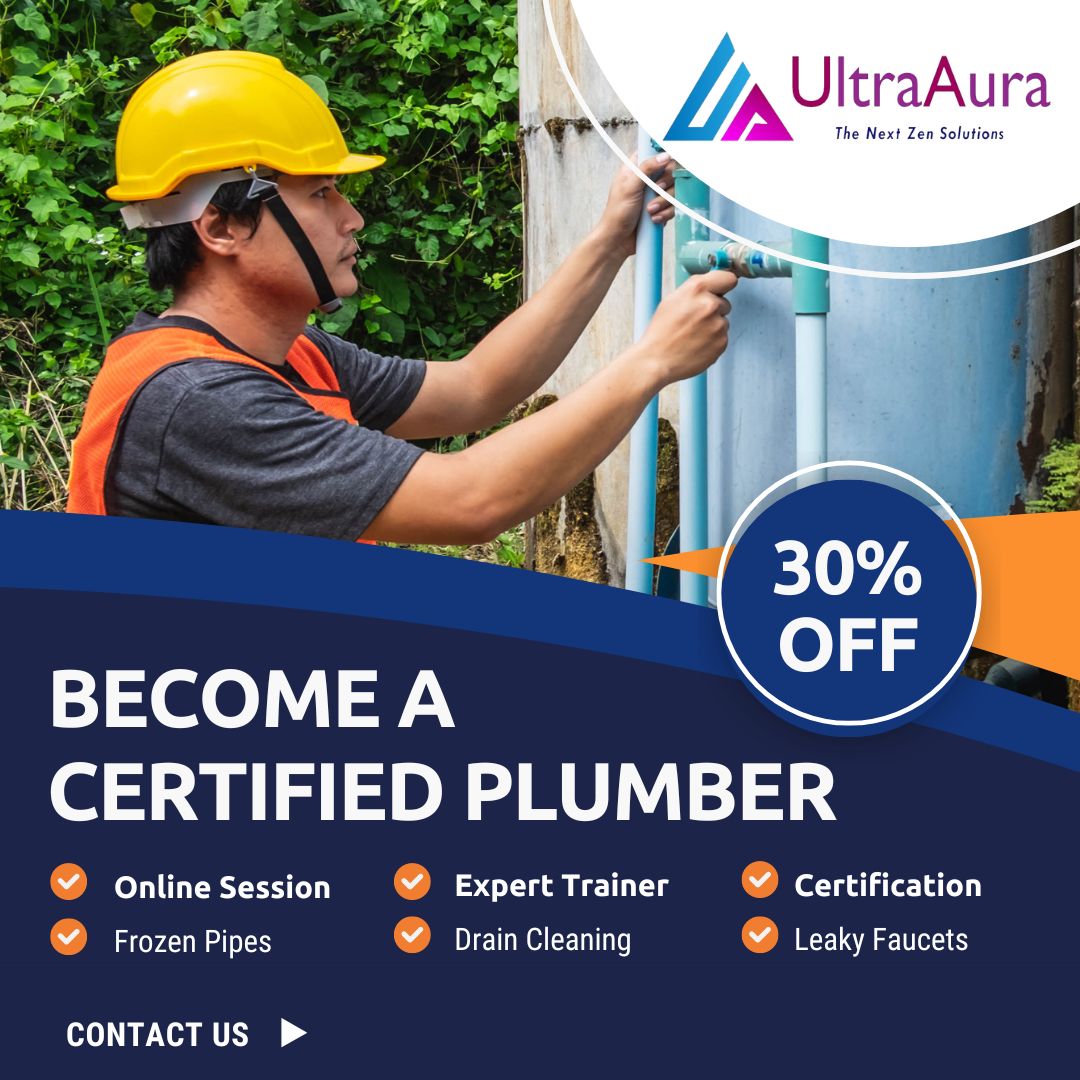 UltraAura
The Next Zen Solutions
30%
OFF
BECOME A
CERTIFIED PLUMBER
Online Session
Expert Trainer
Certification
Frozen Pipes
Drain Cleaning
Leaky Faucets
CONTACT US